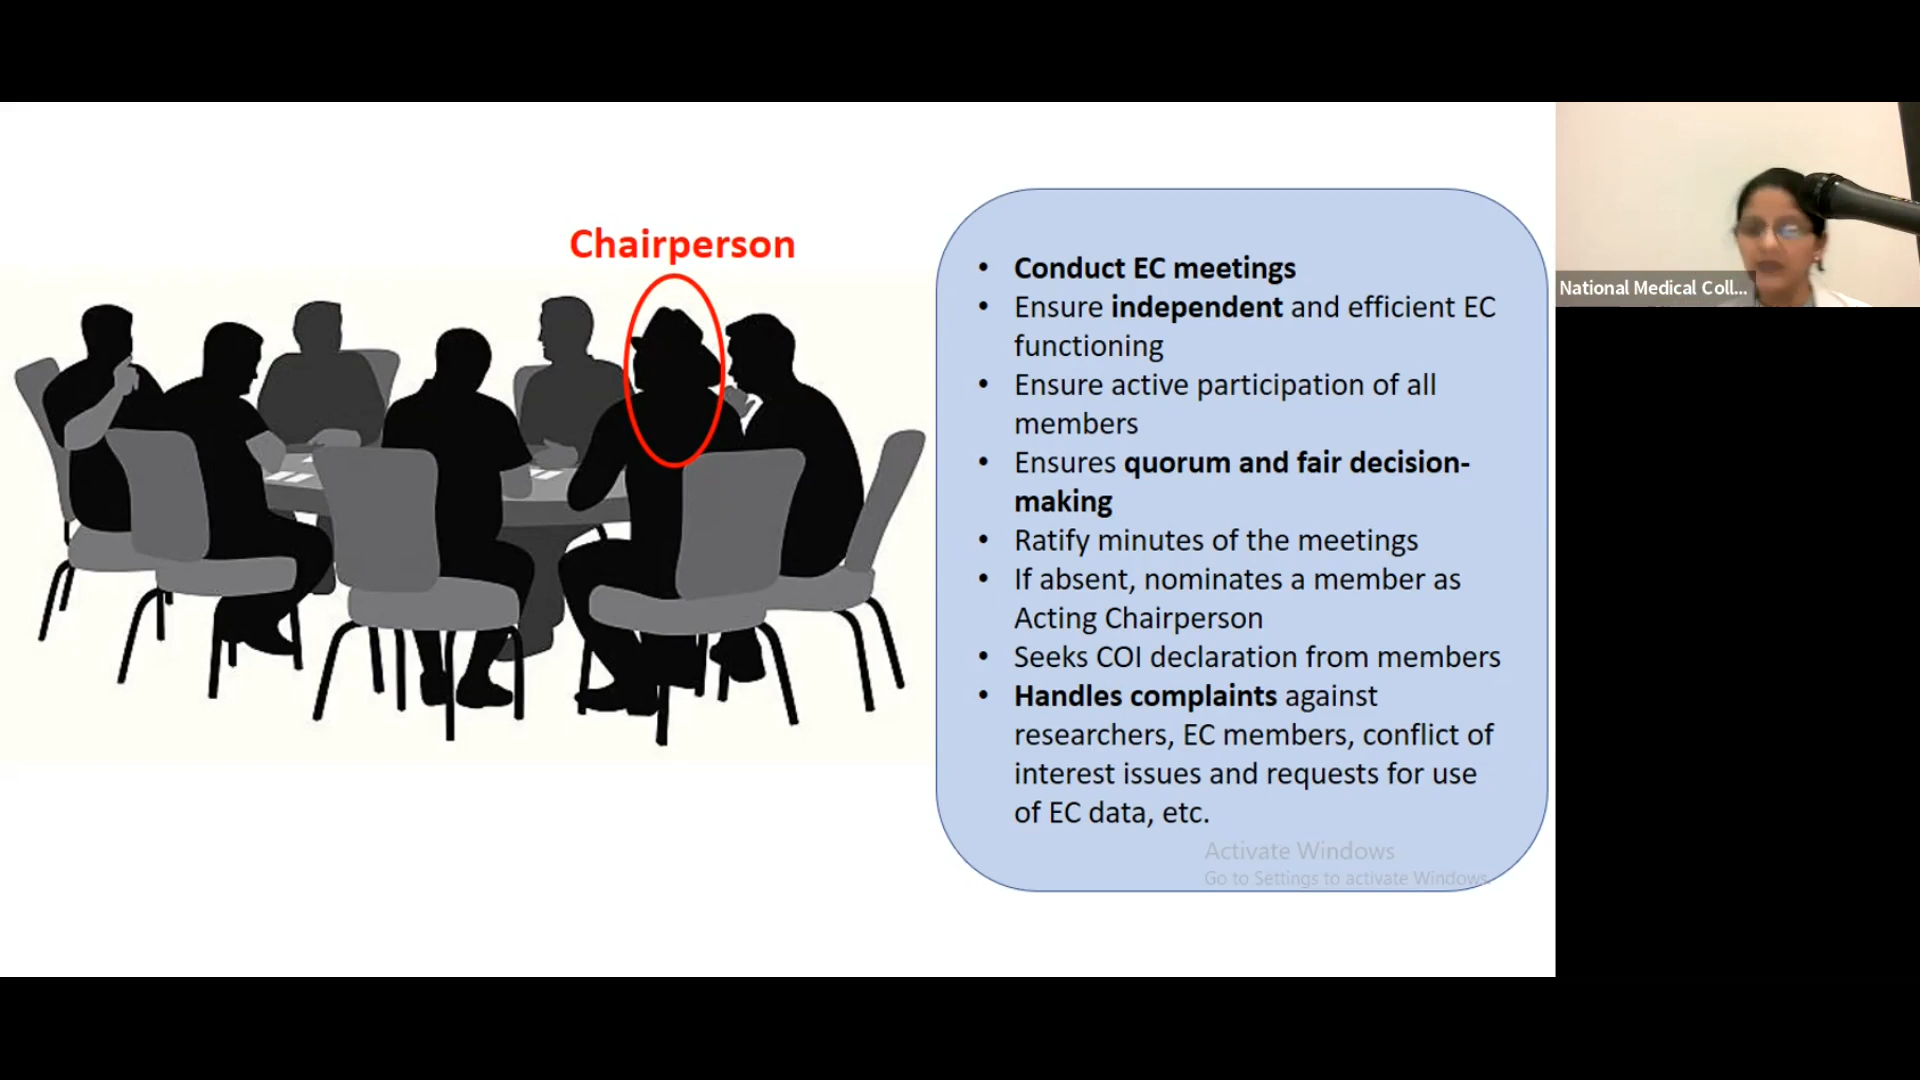 Chairperson
• Conduct EC meetings
• Ensure independent and efficient EC
functioning
• Ensure active participation of all
members
• Ensures quorum and fair decision-
making
• Ratify minutes of the meetings
• If absent, nominates a member as
Acting Chairperson
• Seeks COI declaration from members
• Handles complaints against
researchers, EC members, conflict of
interest issues and requests for use
of EC data, etc.
Activate Windows
Go to Settings to activate Windows.
National Medical Coll...